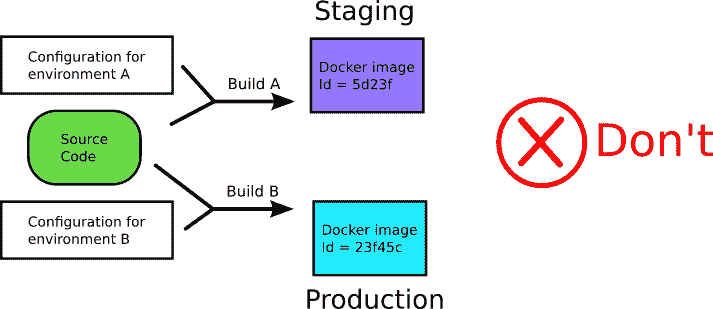 Staging
Configuration for
environment A
Build A
Docker image
Id = 5d23f
Source
Code
Don't
Build B
Configuration for
environment B
Docker image
Id = 23f45c
Production